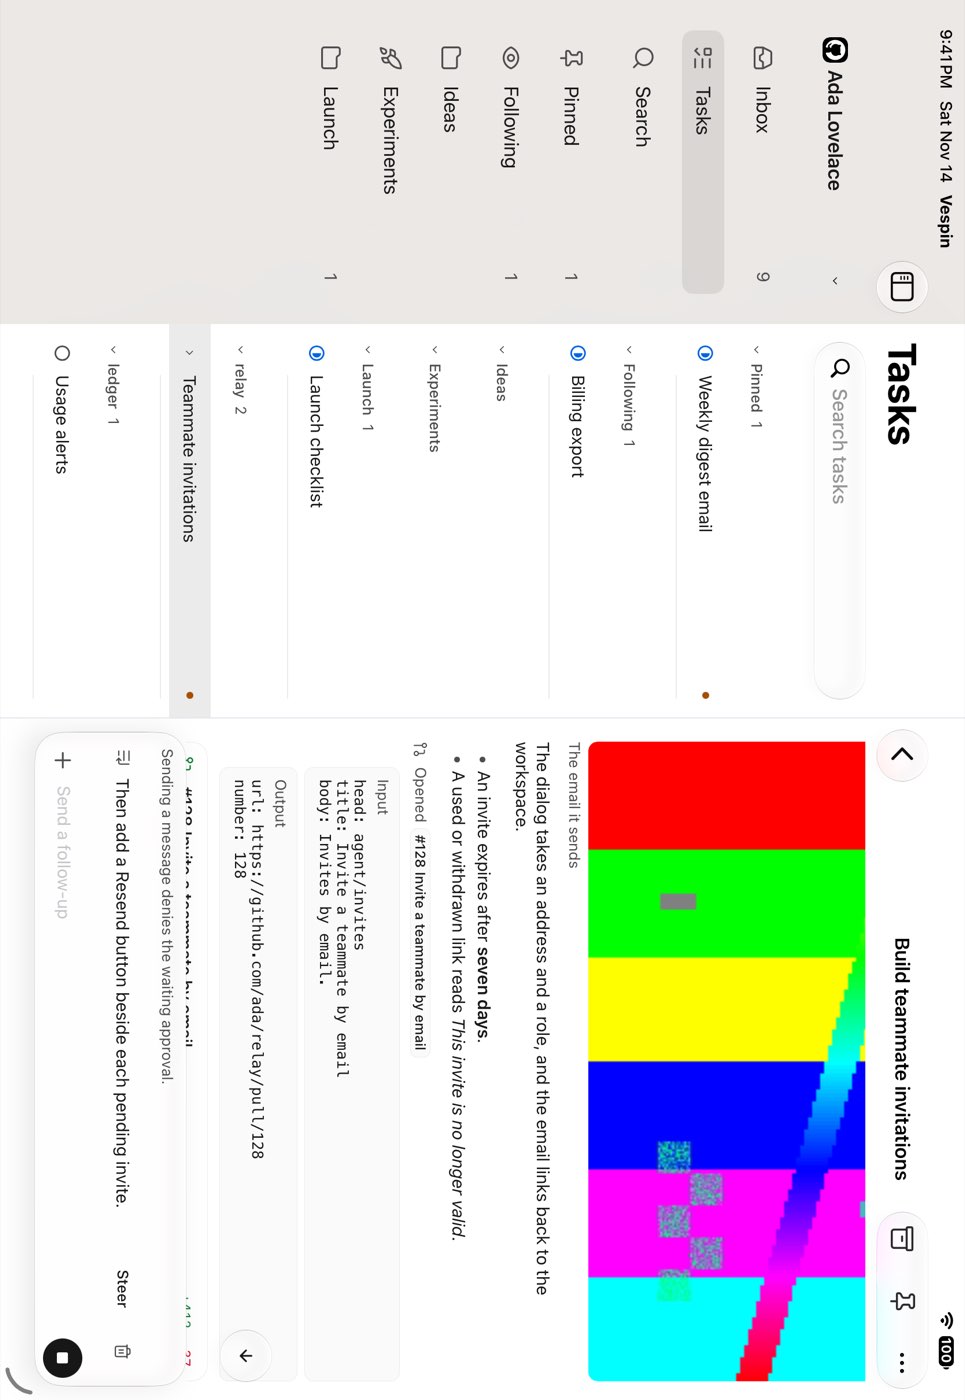 9:41 PM Sat Nov 14 Vespin
100
Ada Lovelace
Inbox 9
Tasks
Search
Pinned 1
Following 1
Ideas
Experiments
Launch 1
Tasks
Search tasks
Pinned 1
Weekly digest email
Following 1
Billing export
Ideas
Experiments
Launch 1
Launch checklist
relay 2
Teammate invitations
ledger 1
Usage alerts
Build teammate invitations
The email it sends
The dialog takes an address and a role, and the email links back to the
workspace.
• An invite expires after seven days.
• A used or withdrawn link reads This invite is no longer valid.
Opened #128 Invite a teammate by email
Input
head: agent/invites
title: Invite a teammate by email
body: Invites by email.
Output
url: https://github.com/ada/relay/pull/128
number: 128
#128 Invite a teammate by email
Sending a message denies the waiting approval.
Then add a Resend button beside each pending invite. Steer
Send a follow-up